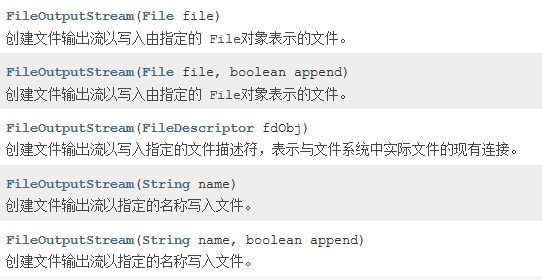 FileOutputStream(File file)
创建文件输出流以写入由指定的 File对象表示的文件。
FileOutputStream(File file, boolean append)
创建文件输出流以写入由指定的 File对象表示的文件。
FileOutputStream(FileDescriptor fdObj)
创建文件输出流以写入指定的文件描述符，表示与文件系统中实际文件的现有连接。
FileOutputStream(String name)
创建文件输出流以指定的名称写入文件。
FileOutputStream(String name, boolean append)
创建文件输出流以指定的名称写入文件。